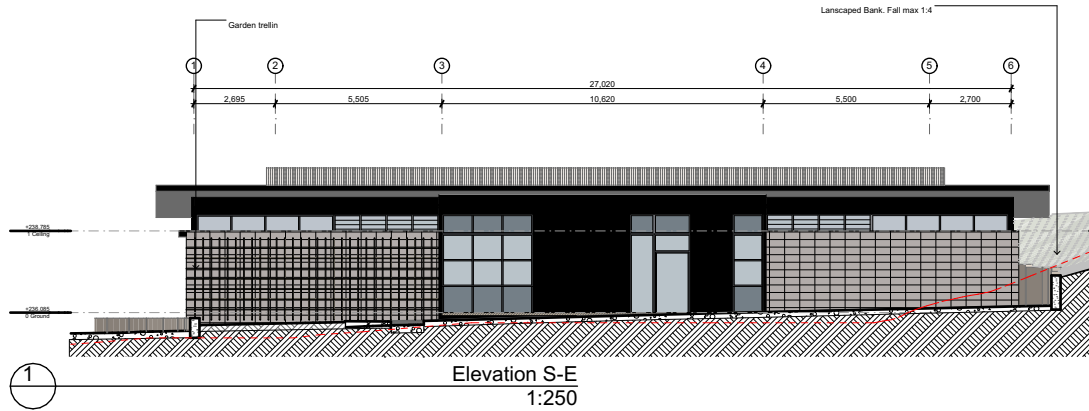 Lanscaped Bank. Fall max 1:4
Garden trellin
1 2 3 4 5 6
27,020
2,695 5,505 10,620 5,500 2,700
+238,785
1 Ceiling
+236,085
0 Ground
1
Elevation S-E
1:250